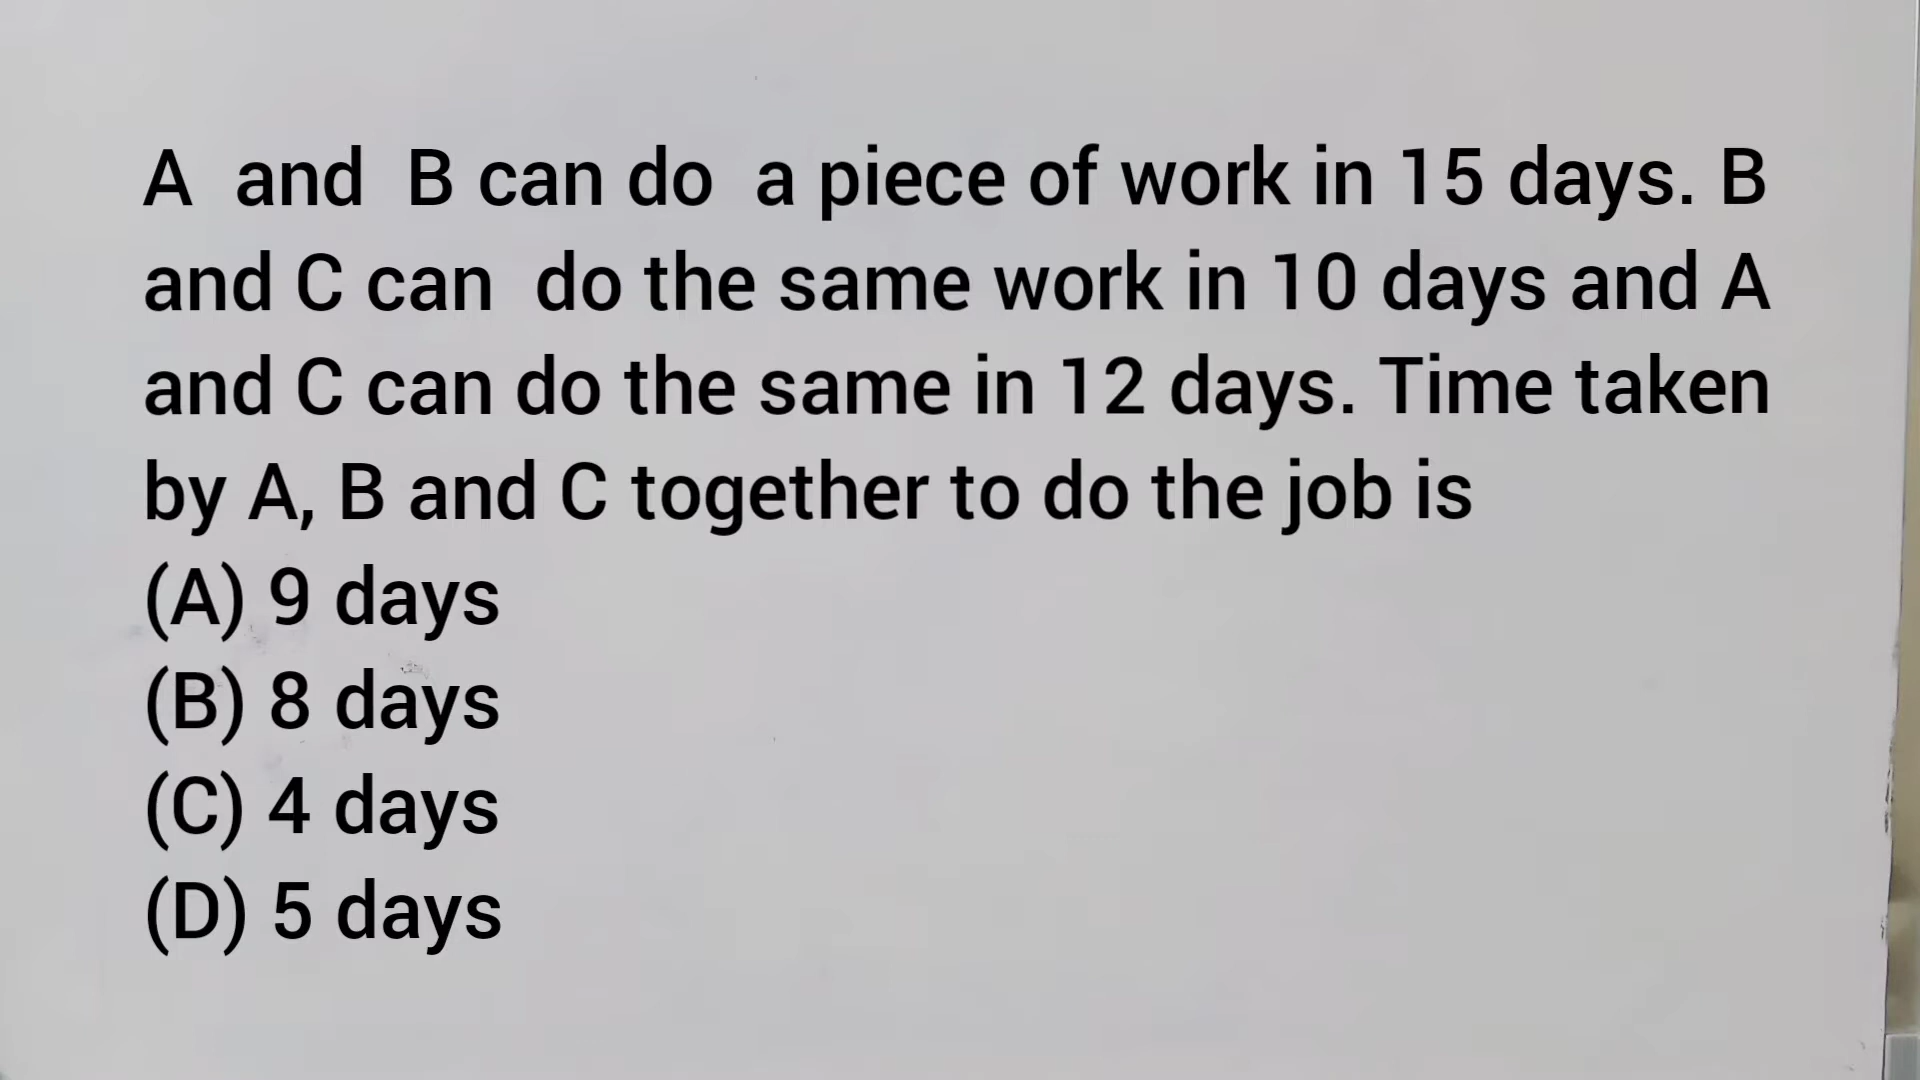 A and B can do a piece of work in 15 days. B
and C can do the same work in 10 days and A
and C can do the same in 12 days. Time taken
by A, B and C together to do the job is
(A) 9 days
(B) 8 days
(C) 4 days
(D) 5 days